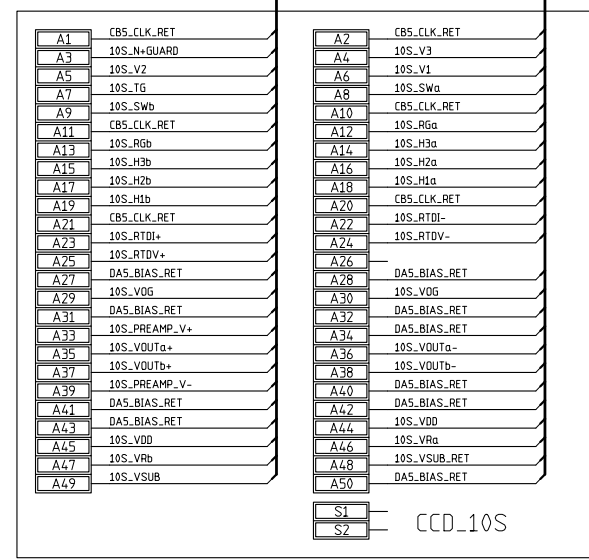 A1 CB5_CLK_RET A2 CB5_CLK_RET
A3 10S_N+GUARD A4 10S_V3
A5 10S_V2 A6 10S_V1
A7 10S_TG A8 10S_SWa
A9 10S_SWb A10 CB5_CLK_RET
A11 CB5_CLK_RET A12 10S_RGa
A13 10S_RGb A14 10S_H3a
A15 10S_H3b A16 10S_H2a
A17 10S_H2b A18 10S_H1a
A19 10S_H1b A20 CB5_CLK_RET
A21 CB5_CLK_RET A22 10S_RTDI-
A23 10S_RTDI+ A24 10S_RTDV-
A25 10S_RTDV+ A26
A27 DA5_BIAS_RET A28 DA5_BIAS_RET
A29 10S_VOG A30 10S_VOG
A31 DA5_BIAS_RET A32 DA5_BIAS_RET
A33 10S_PREAMP_V+ A34 DA5_BIAS_RET
A35 10S_VOUTa+ A36 10S_VOUTa-
A37 10S_VOUTb+ A38 10S_VOUTb-
A39 10S_PREAMP_V- A40 DA5_BIAS_RET
A41 DA5_BIAS_RET A42 DA5_BIAS_RET
A43 DA5_BIAS_RET A44 10S_VDD
A45 10S_VDD A46 10S_VRa
A47 10S_VRb A48 10S_VSUB_RET
A49 10S_VSUB A50 DA5_BIAS_RET
S1
S2
CCD_10S